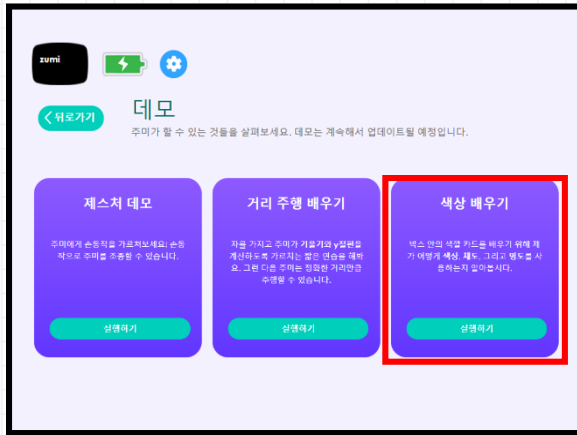 zumi
뒤로가기
데모
주미가 할 수 있는 것들을 살펴보세요. 데모는 계속해서 업데이트될 예정입니다.
제스처 데모
주미에게 손동작을 가르쳐보세요! 손동
작으로 주미를 조종할 수 있습니다.
실행하기
거리 주행 배우기
자를 가지고 주미가 기울기와 y절편을
계산하도록 가르치는 짧은 연습을 해봐
요. 그런 다음 주미는 정확한 거리만큼
주행할 수 있습니다.
실행하기
색상 배우기
박스 안의 색깔 카드를 배우기 위해 제
가 어떻게 색상, 채도, 그리고 명도를 사
용하는지 알아봅시다.
실행하기